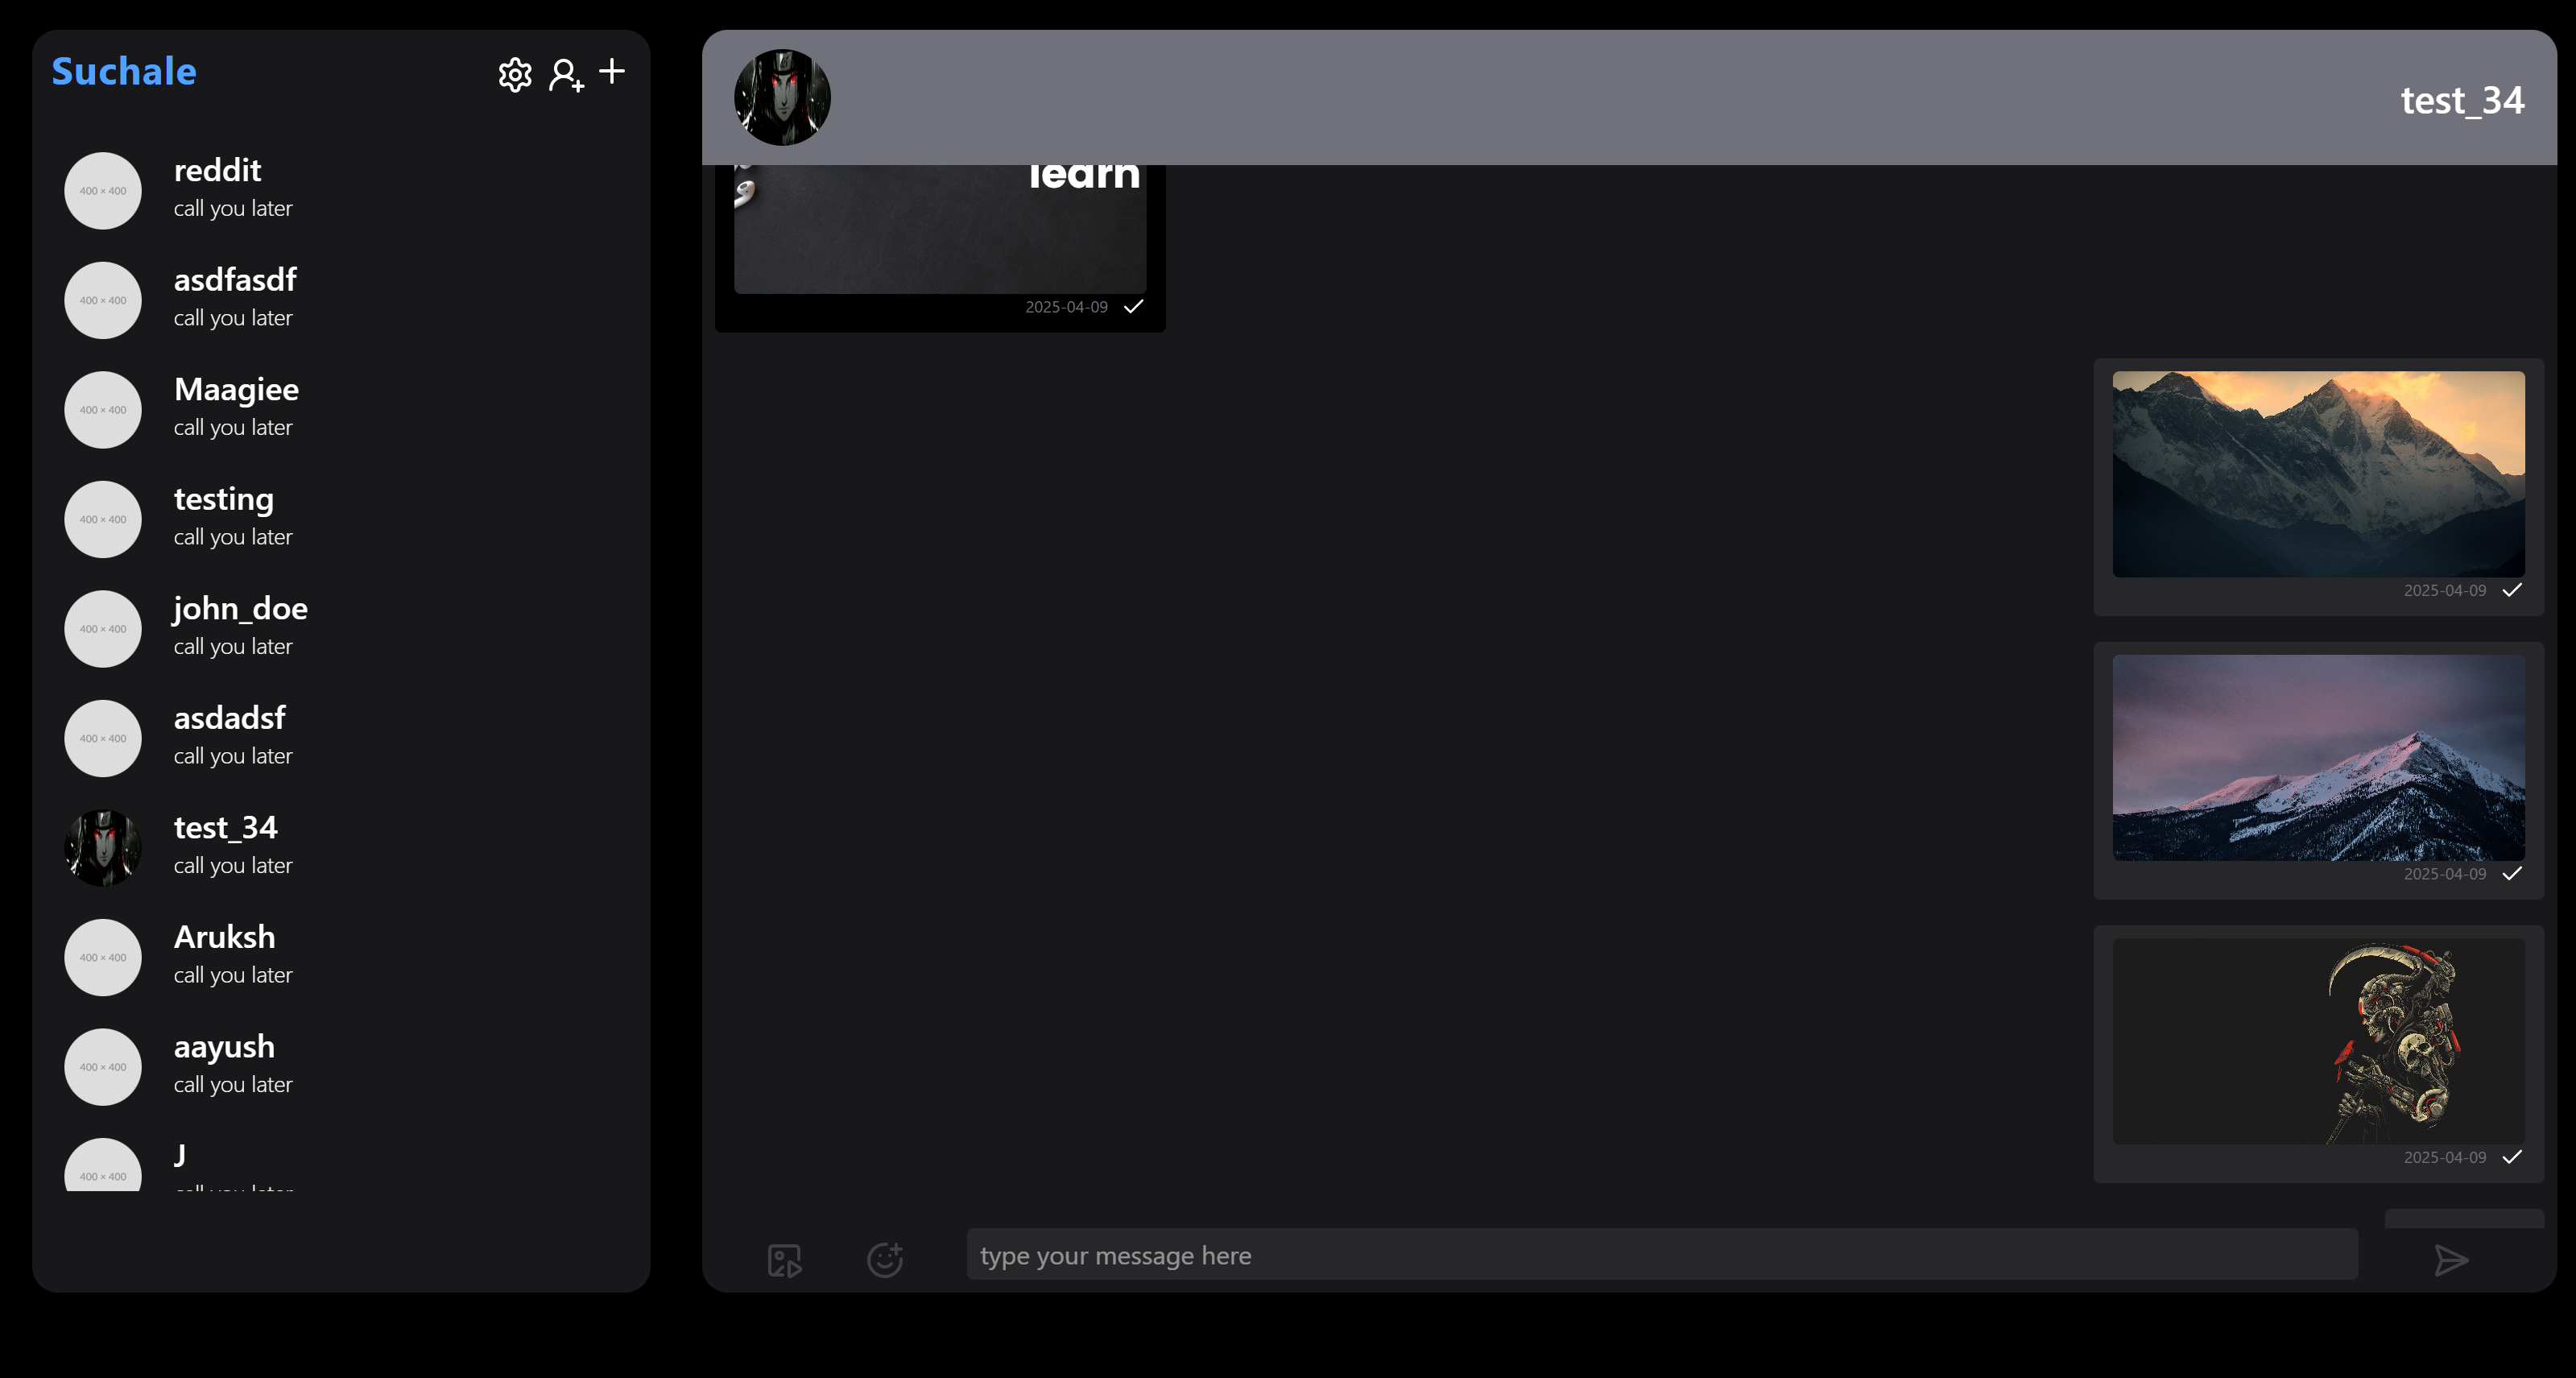 Suchale
reddit
call you later
400 × 400
asdfasdf
call you later
400 × 400
Maagiee
call you later
400 × 400
testing
call you later
400 × 400
john_doe
call you later
400 × 400
asdadsf
call you later
400 × 400
test_34
call you later
Aruksh
call you later
400 × 400
aayush
call you later
400 × 400
J
call you later
400 × 400
test_34
learn
2025-04-09
2025-04-09
2025-04-09
2025-04-09
type your message here